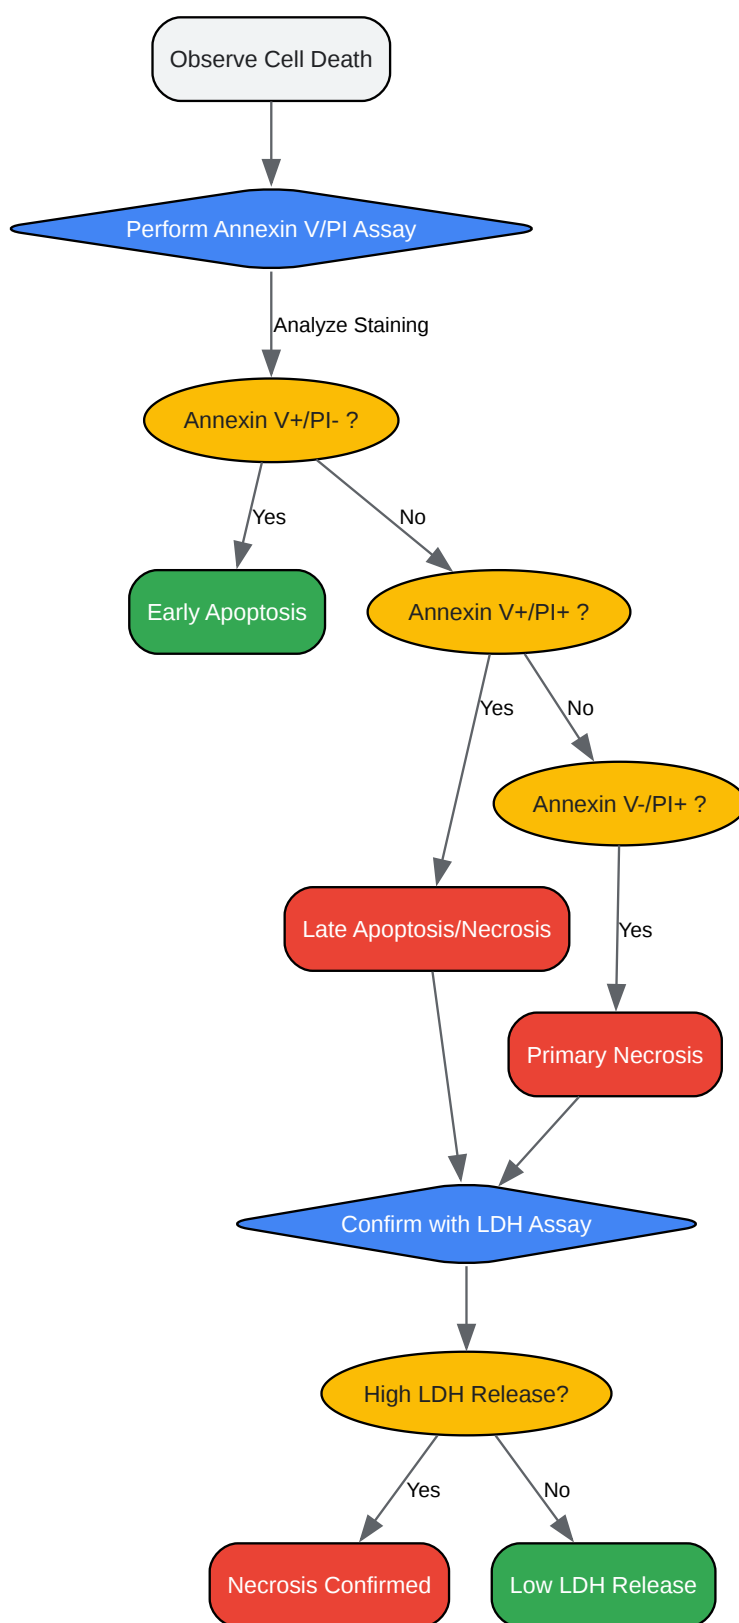 Observe Cell Death
Perform Annexin V/PI Assay
Analyze Staining
Annexin V+/PI- ?
Yes
No
Early Apoptosis
Annexin V+/PI+ ?
Yes
No
Annexin V-/PI+ ?
Late Apoptosis/Necrosis
Yes
Primary Necrosis
Confirm with LDH Assay
High LDH Release?
Yes
No
Necrosis Confirmed
Low LDH Release